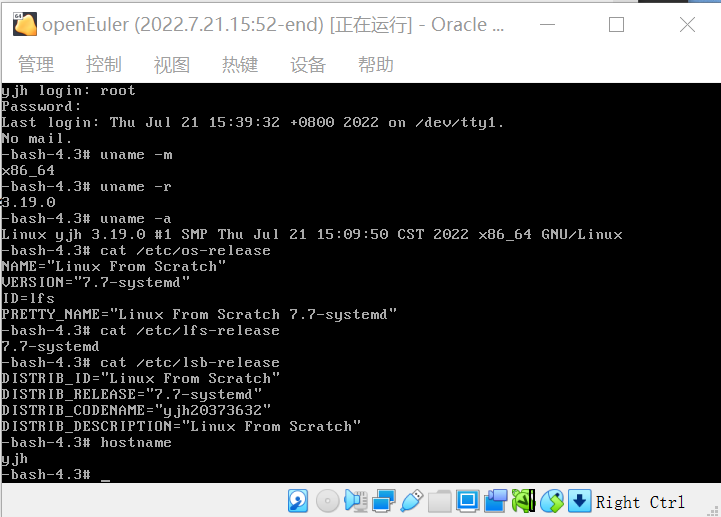 openEuler (2022.7.21.15:52-end) [正在运行] - Oracle ...
管理 控制 视图 热键 设备 帮助
yjh login: root
Password:
Last login: Thu Jul 21 15:39:32 +0800 2022 on /dev/tty1.
No mail.
-bash-4.3# uname -m
x86_64
-bash-4.3# uname -r
3.19.0
-bash-4.3# uname -a
Linux yjh 3.19.0 #1 SMP Thu Jul 21 15:09:50 CST 2022 x86_64 GNU/Linux
-bash-4.3# cat /etc/os-release
NAME="Linux From Scratch"
VERSION="7.7-systemd"
ID=lfs
PRETTY_NAME="Linux From Scratch 7.7-systemd"
-bash-4.3# cat /etc/lfs-release
7.7-systemd
-bash-4.3# cat /etc/lsb-release
DISTRIB_ID="Linux From Scratch"
DISTRIB_RELEASE="7.7-systemd"
DISTRIB_CODENAME="yjh20373632"
DISTRIB_DESCRIPTION="Linux From Scratch"
-bash-4.3# hostname
yjh
-bash-4.3# _
Right Ctrl